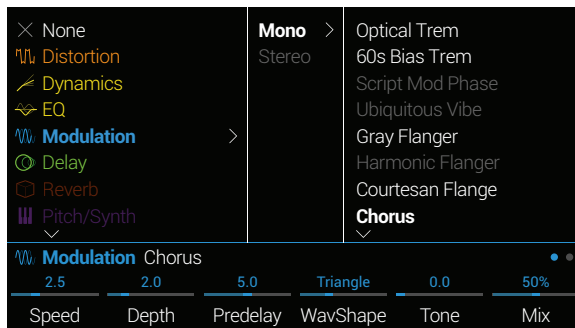 None
Distortion
Dynamics
EQ
Modulation
Delay
Reverb
Pitch/Synth
Mono
Stereo
Optical Trem
60s Bias Trem
Script Mod Phase
Ubiquitous Vibe
Gray Flanger
Harmonic Flanger
Courtesan Flange
Chorus
Modulation Chorus
2.5 2.0 5.0 Triangle 0.0 50%
Speed Depth Predelay WavShape Tone Mix